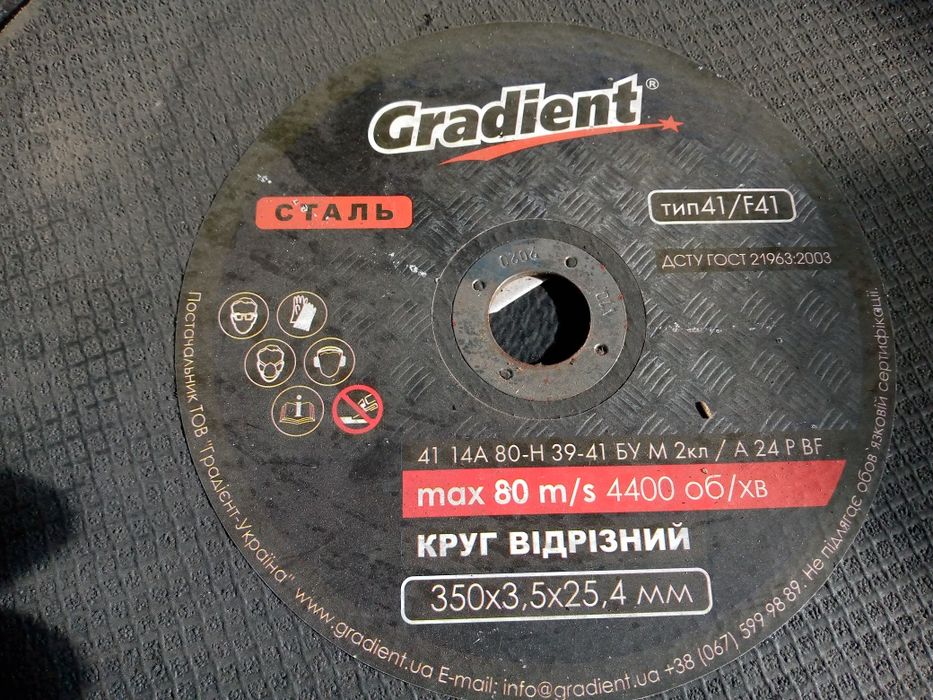 Gradient®
СТАЛЬ
тип41/F41
ДСТУ ГОСТ 21963:2003
2020
41 14А 80-Н 39-41 БУ М 2кл / A 24 P BF
max 80 m/s 4400 об/хв
КРУГ ВІДРІЗНИЙ
350х3,5х25,4 мм
Постачальник ТОВ "Градієнт-Україна" www.gradient.ua E-mail: info@gradient.ua +38 (067) 599 98 89. Не підлягає обов язковій сертифікації.